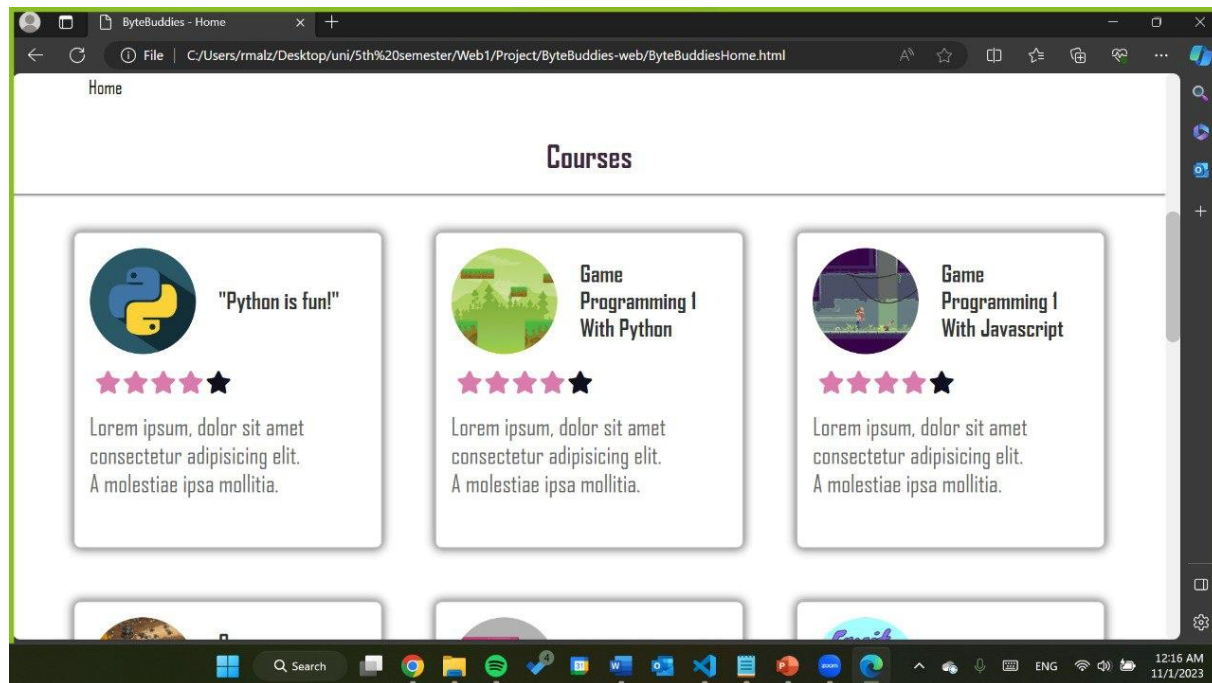 ByteBuddies - Home
File | C:/Users/rmalz/Desktop/uni/5th%20semester/Web1/Project/ByteBuddies-web/ByteBuddiesHome.html
Home
Courses
"Python is fun!"
Lorem ipsum, dolor sit amet
consectetur adipisicing elit.
A molestiae ipsa mollitia.
Game
Programming 1
With Python
Lorem ipsum, dolor sit amet
consectetur adipisicing elit.
A molestiae ipsa mollitia.
Game
Programming 1
With Javascript
Lorem ipsum, dolor sit amet
consectetur adipisicing elit.
A molestiae ipsa mollitia.
Search
4
31
zoom
ENG
12:16 AM
11/1/2023